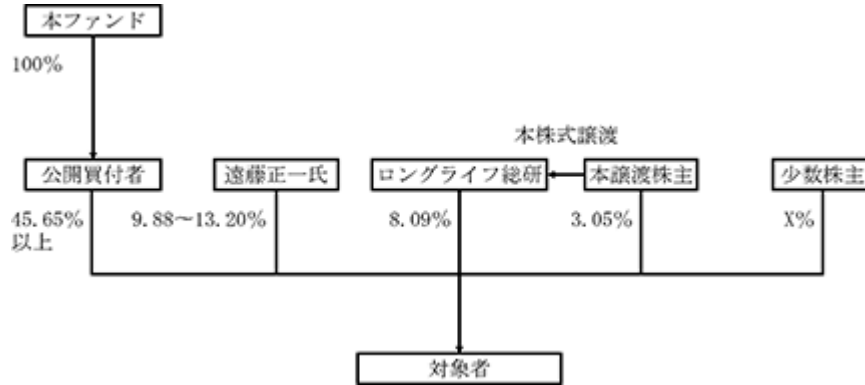 本ファンド
100%
本株式譲渡
公開買付者
遠藤正一氏
ロングライフ総研
本譲渡株主
少数株主
45.65%
以上
9.88～13.20%
8.09%
3.05%
X%
対象者